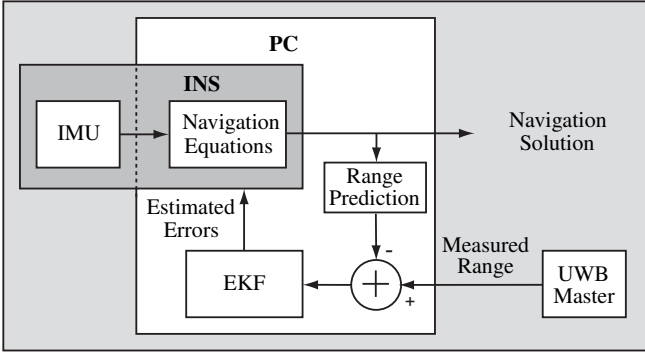 PC
INS
IMU
Navigation
Equations
Navigation
Solution
Range
Prediction
Estimated
Errors
-
Measured
Range
EKF
+
UWB
Master